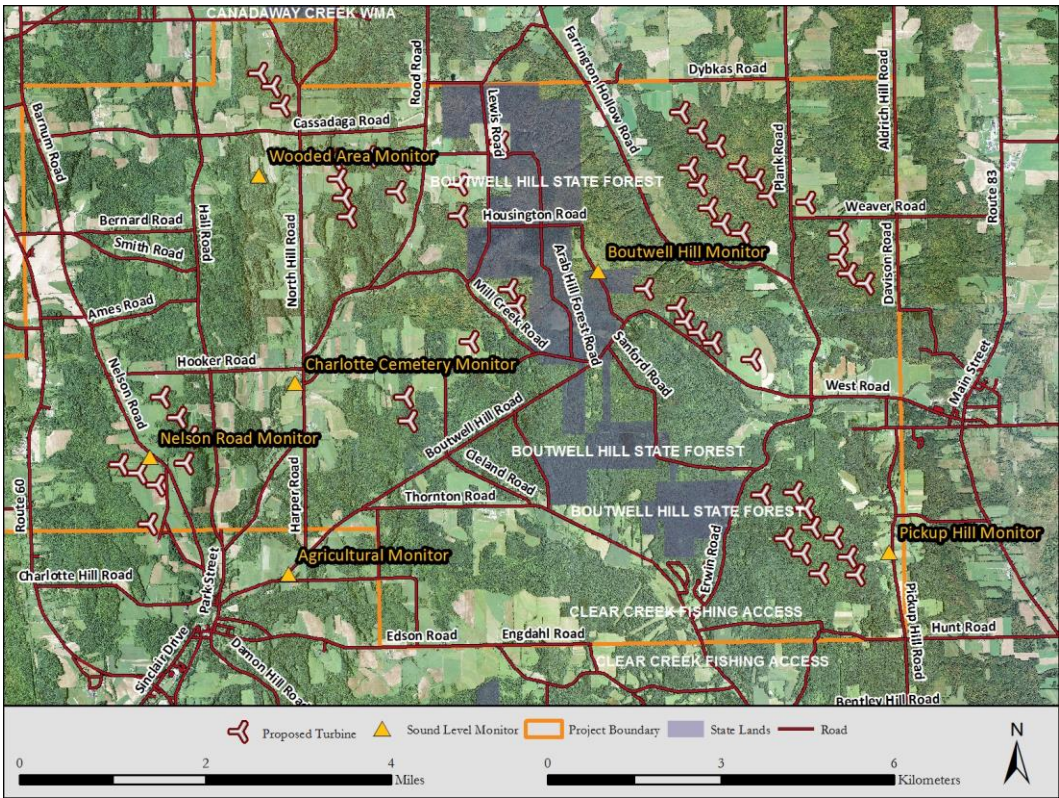 CANADAWAY CREEK WMA
Barnum Road
Rood Road
Lewis Road
Farrington Hollow Road
Dybkas Road
Aldrich Hill Road
Cassadaga Road
Wooded Area Monitor
BOUTWELL HILL STATE FOREST
Plank Road
Route 83
Bernard Road
Hall Road
Housington Road
Weaver Road
Smith Road
North Hill Road
Boutwell Hill Monitor
Arab Hill Forest Road
Davison Road
Ames Road
Mill Creek Road
Sanford Road
Hooker Road
Charlotte Cemetery Monitor
Nelson Road
West Road
Main Street
Boutwell Hill Road
Nelson Road Monitor
BOUTWELL HILL STATE FOREST
Cleland Road
Route 60
Harper Road
Thornton Road
BOUTWELL HILL STATE FOREST
Pickup Hill Monitor
Agricultural Monitor
Erwin Road
Charlotte Hill Road
Park Street
CLEAR CREEK FISHING ACCESS
Pickup Hill Road
Edson Road
Engdahl Road
Hunt Road
Sinclair Drive
Damon Hill Road
CLEAR CREEK FISHING ACCESS
Bentley Hill Road
Proposed Turbine
Sound Level Monitor
Project Boundary
State Lands
Road
N
0 2 4
Miles
0 3 6
Kilometers